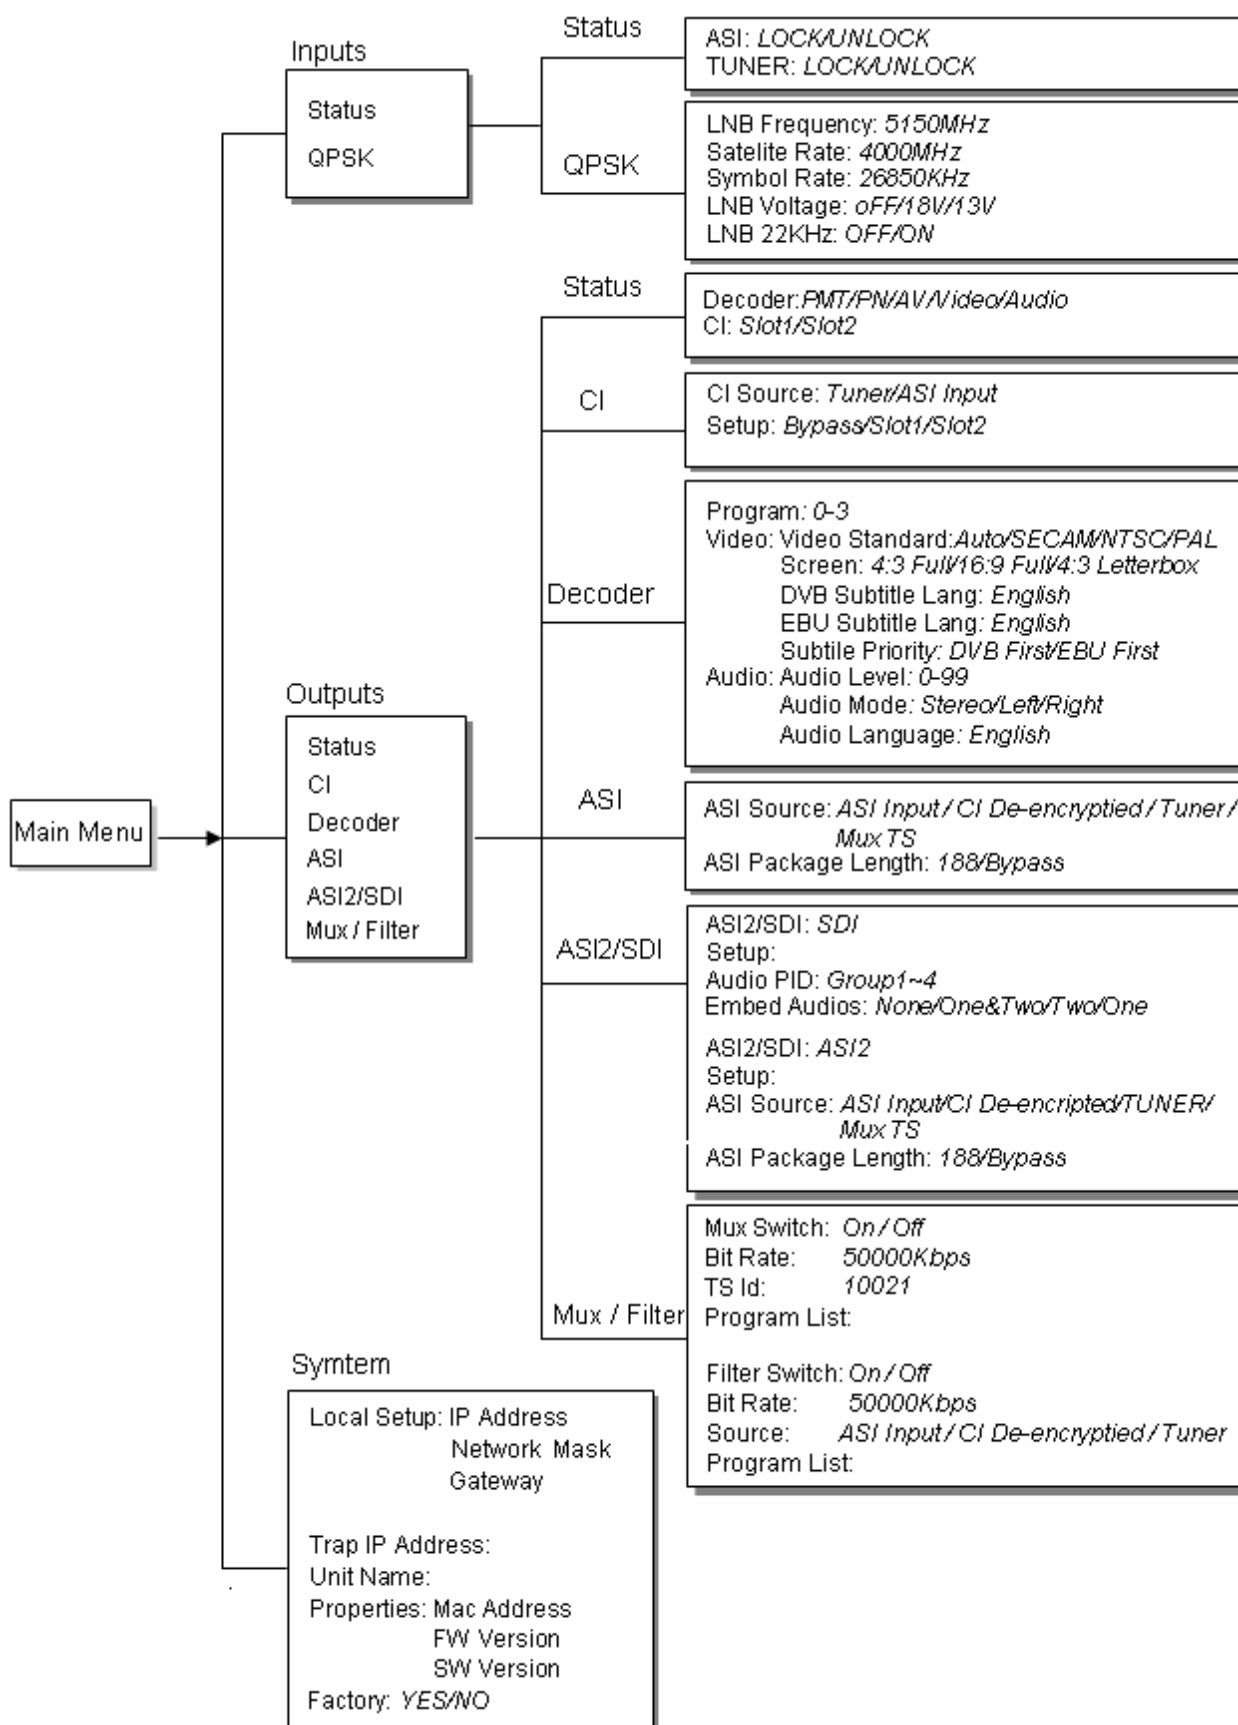 Main Menu
Inputs
Status
QPSK
Status
ASI: LOCK/UNLOCK
TUNER: LOCK/UNLOCK
QPSK
LNB Frequency: 5150MHz
Satelite Rate: 4000MHz
Symbol Rate: 26850KHz
LNB Voltage: oFF/18V/13V
LNB 22KHz: OFF/ON
Outputs
Status
CI
Decoder
ASI
ASI2/SDI
Mux / Filter
Status
Decoder:PMT/PN/AV/Video/Audio
CI: Slot1/Slot2
CI
CI Source: Tuner/ASI Input
Setup: Bypass/Slot1/Slot2
Decoder
Program: 0-3
Video: Video Standard:Auto/SECAM/NTSC/PAL
Screen: 4:3 Full/16:9 Full/4:3 Letterbox
DVB Subtitle Lang: English
EBU Subtitle Lang: English
Subtile Priority: DVB First/EBU First
Audio: Audio Level: 0-99
Audio Mode: Stereo/Left/Right
Audio Language: English
ASI
ASI Source: ASI Input / CI De-encryptied / Tuner /
Mux TS
ASI Package Length: 188/Bypass
ASI2/SDI
ASI2/SDI: SDI
Setup:
Audio PID: Group1~4
Embed Audios: None/One&Two/Two/One
ASI2/SDI: ASI2
Setup:
ASI Source: ASI Input/CI De-encripted/TUNER/
Mux TS
ASI Package Length: 188/Bypass
Mux / Filter
Mux Switch: On / Off
Bit Rate: 50000Kbps
TS Id: 10021
Program List:
Filter Switch: On / Off
Bit Rate: 50000Kbps
Source: ASI Input / CI De-encryptied / Tuner
Program List:
Symtem
Local Setup: IP Address
Network Mask
Gateway
Trap IP Address:
Unit Name:
Properties: Mac Address
FW Version
SW Version
Factory: YES/NO